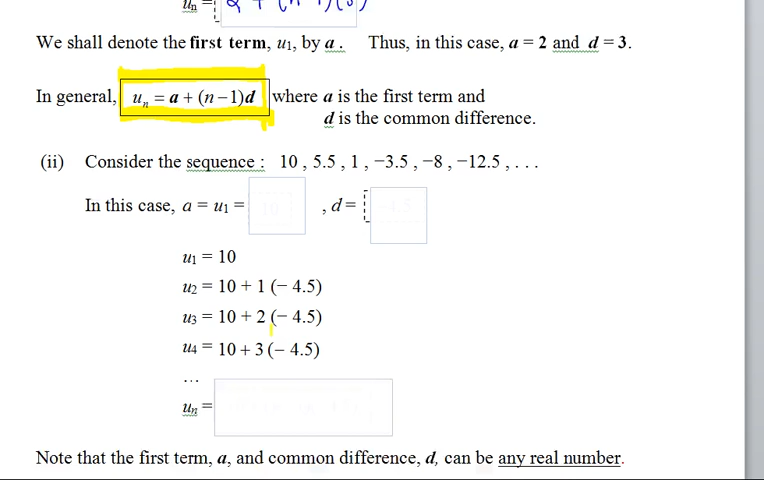 un = 2 + (n-1)(3)
We shall denote the first term, u1, by a . Thus, in this case, a = 2 and d = 3.
In general, un = a + (n – 1)d where a is the first term and
d is the common difference.
(ii) Consider the sequence : 10 , 5.5 , 1 , −3.5 , −8 , −12.5 , . . .
In this case, a = u1 = , d =
u1 = 10
u2 = 10 + 1 (− 4.5)
u3 = 10 + 2 (− 4.5)
u4 = 10 + 3 (− 4.5)
…
un =
Note that the first term, a, and common difference, d, can be any real number.